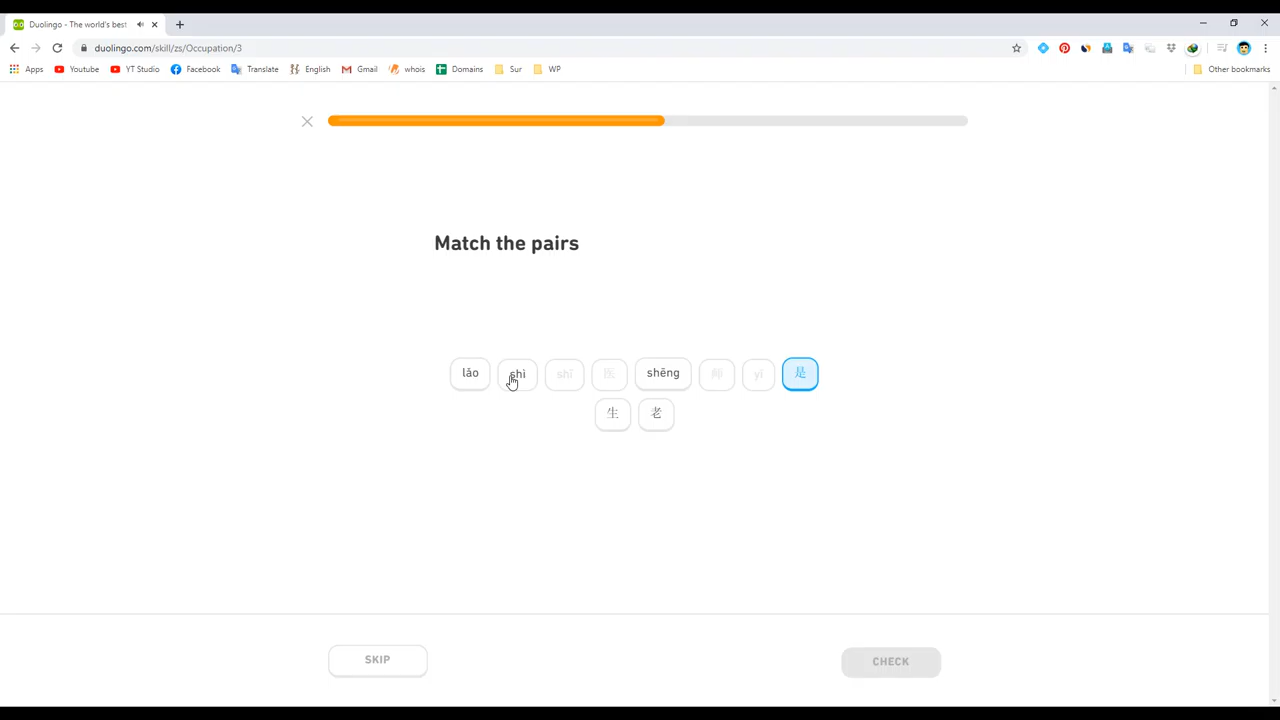 Duolingo - The world's best
duolingo.com/skill/zs/Occupation/3
Apps Youtube YT Studio Facebook Translate English Gmail whois Domains Sur WP Other bookmarks
Match the pairs
lǎo shì shī 医 shēng 师 yī 是
生 老
SKIP CHECK